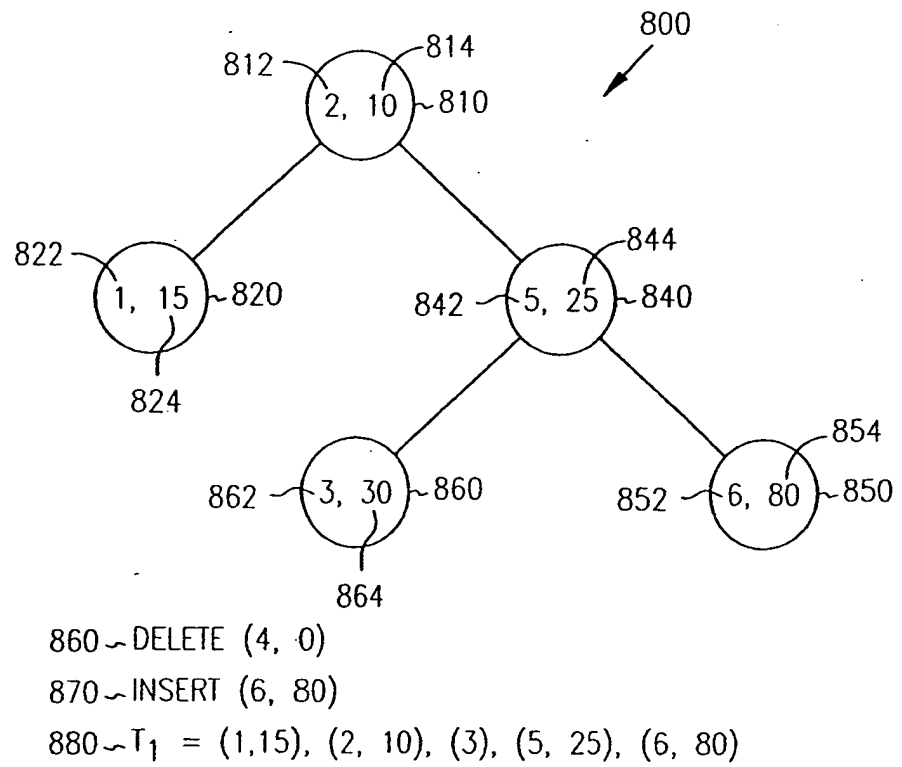 800
812 814
2, 10 810
822 844
1, 15 820 842 5, 25 840
824
854
862 3, 30 860 852 6, 80 850
864
860 DELETE (4, 0)
870 INSERT (6, 80)
880 T1 = (1,15), (2, 10), (3), (5, 25), (6, 80)